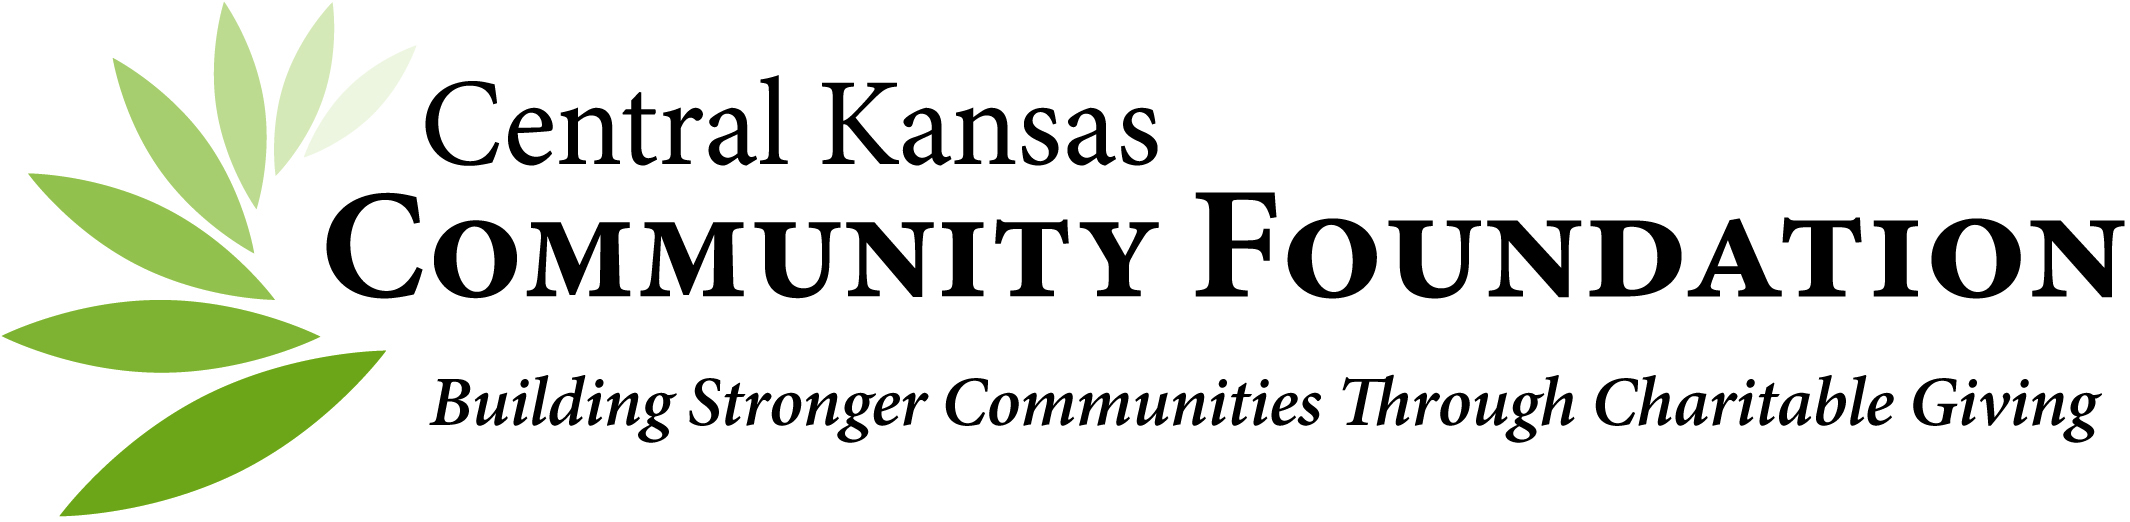 Central Kansas
Community Foundation
Building Stronger Communities Through Charitable Giving